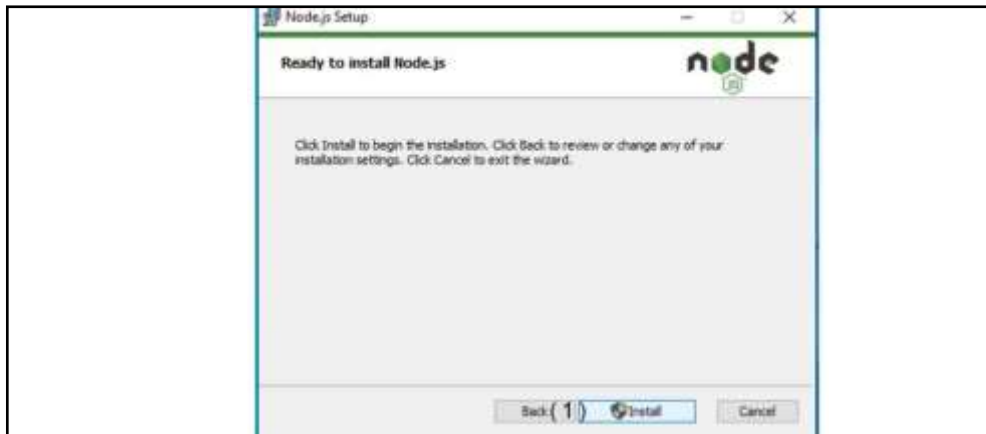 Node.js Setup
Ready to install Node.js
node
JS
Click Install to begin the installation. Click Back to review or change any of your
installation settings. Click Cancel to exit the wizard.
Back ( 1 ) Install Cancel